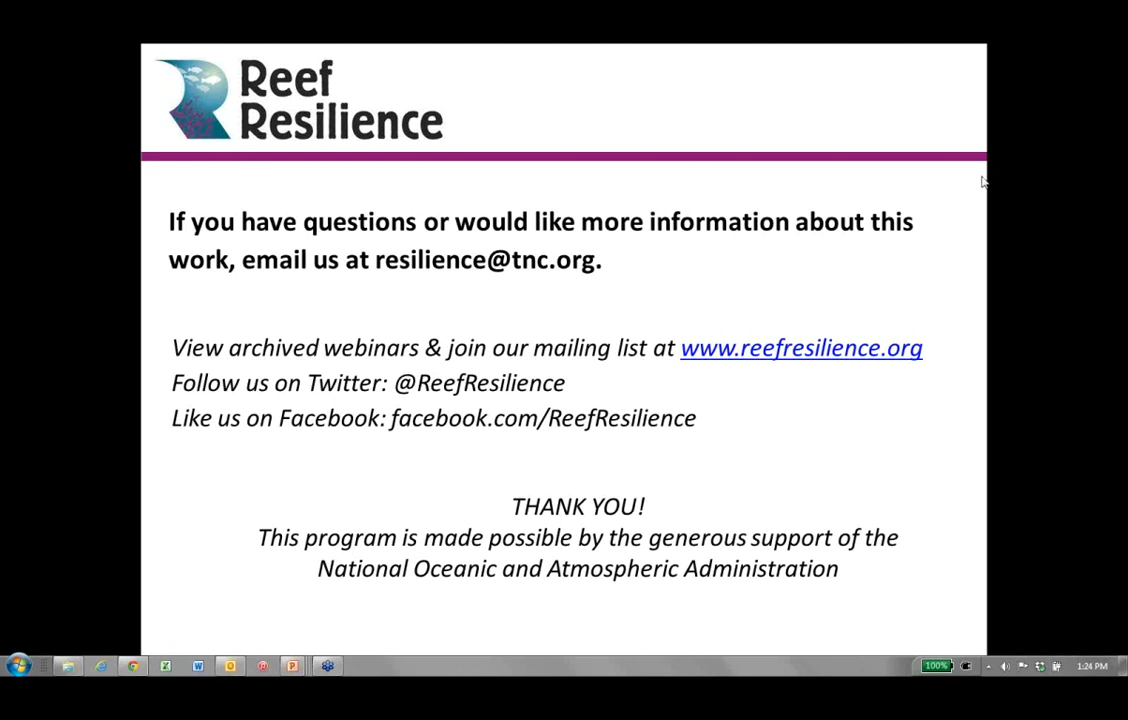 Reef
Resilience
If you have questions or would like more information about this
work, email us at resilience@tnc.org.
View archived webinars & join our mailing list at www.reefresilience.org
Follow us on Twitter: @ReefResilience
Like us on Facebook: facebook.com/ReefResilience
THANK YOU!
This program is made possible by the generous support of the
National Oceanic and Atmospheric Administration
100%
1:24 PM